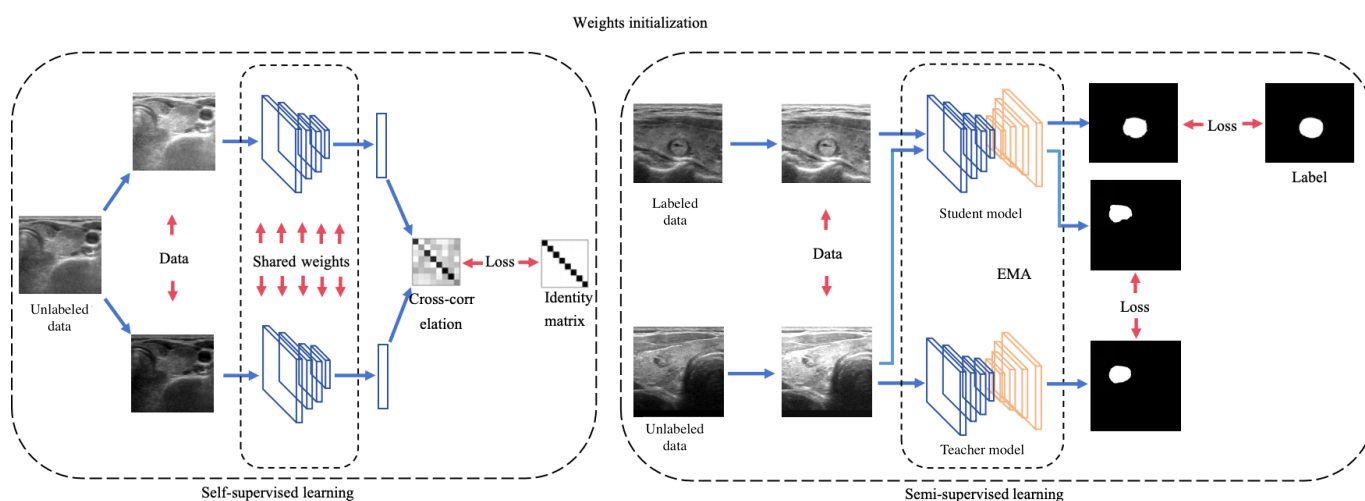 Weights initialization
Unlabeled
data
Data
Shared weights
Cross-corr
elation
Loss
Identity
matrix
Self-supervised learning
Labeled
data
Unlabeled
data
Data
Student model
EMA
Teacher model
Loss
Label
Loss
Semi-supervised learning